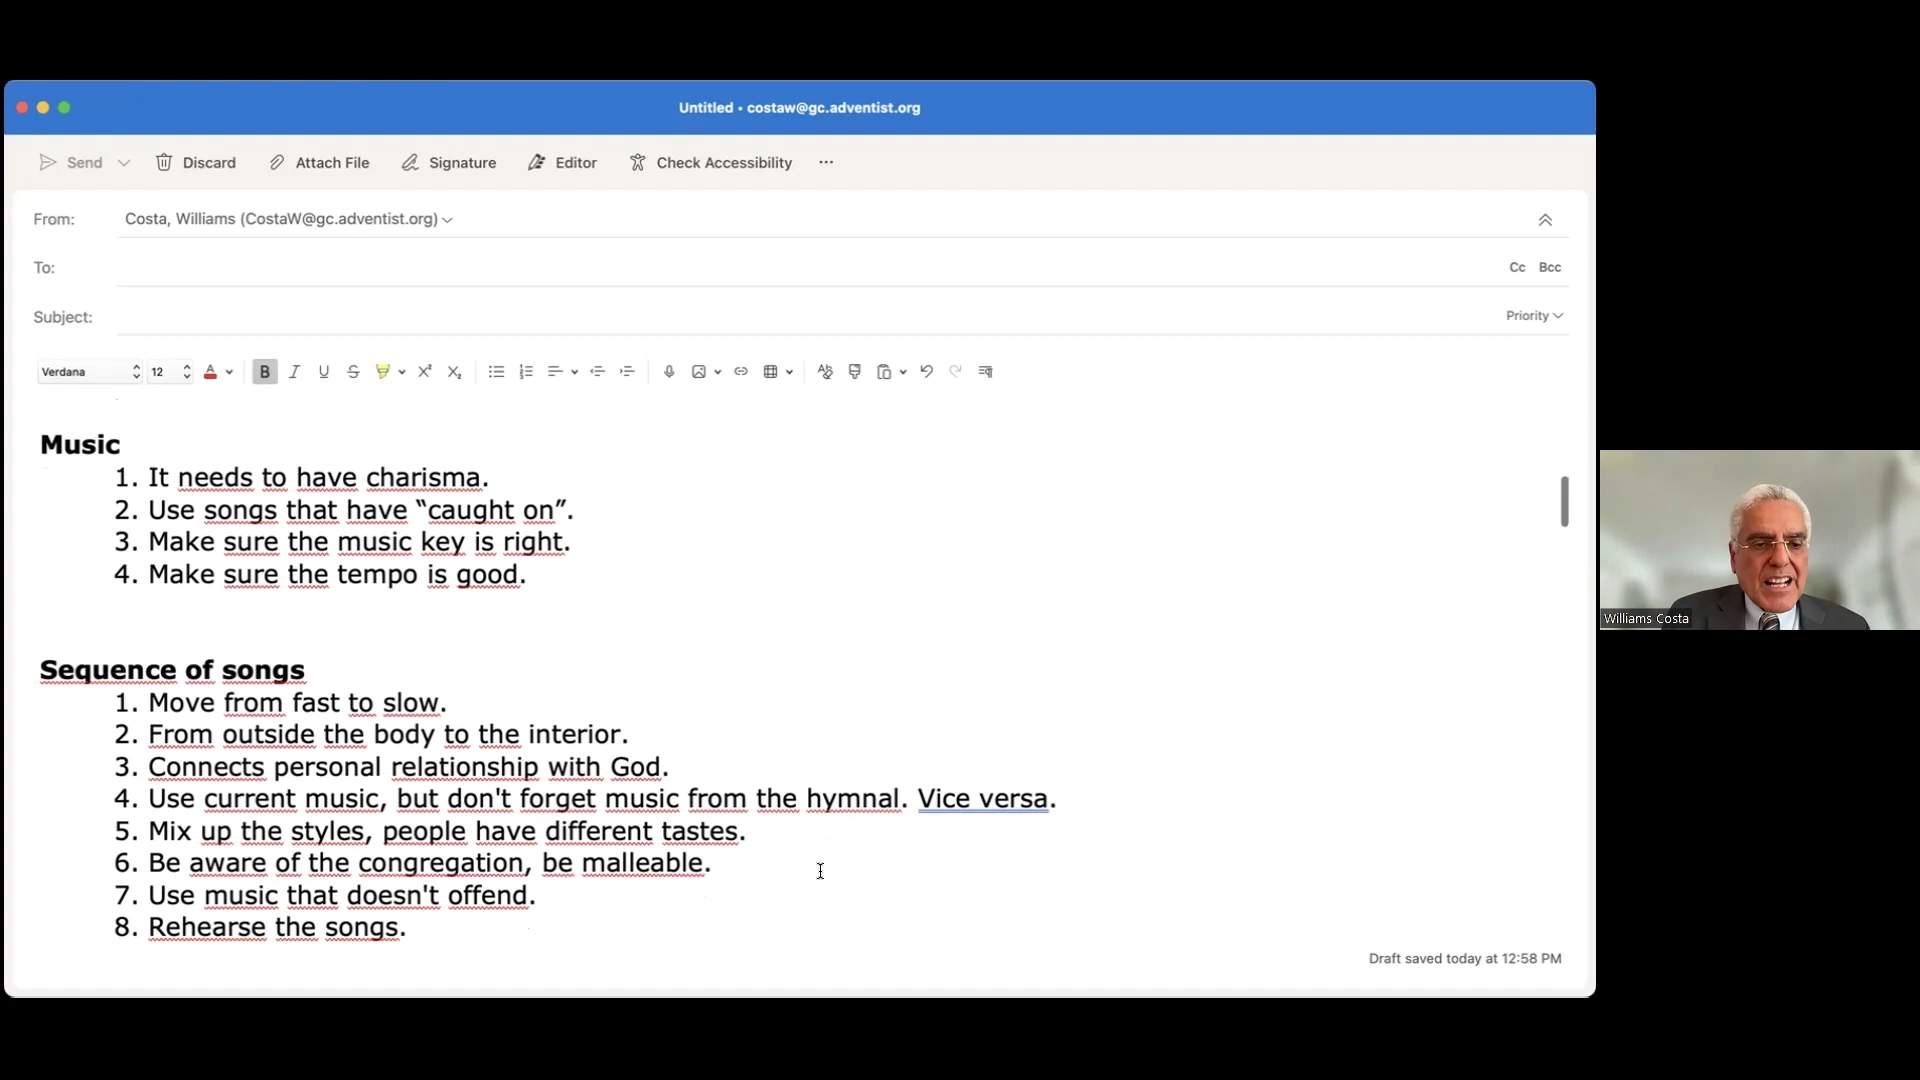 Untitled • costaw@gc.adventist.org
Send Discard Attach File Signature Editor Check Accessibility ...
From: Costa, Williams (CostaW@gc.adventist.org)
To: Cc Bcc
Subject: Priority
Verdana 12 A B I U S X² X₂
Music
1. It needs to have charisma.
2. Use songs that have “caught on”.
3. Make sure the music key is right.
4. Make sure the tempo is good.
Sequence of songs
1. Move from fast to slow.
2. From outside the body to the interior.
3. Connects personal relationship with God.
4. Use current music, but don't forget music from the hymnal. Vice versa.
5. Mix up the styles, people have different tastes.
6. Be aware of the congregation, be malleable.
7. Use music that doesn't offend.
8. Rehearse the songs.
Draft saved today at 12:58 PM
Williams Costa